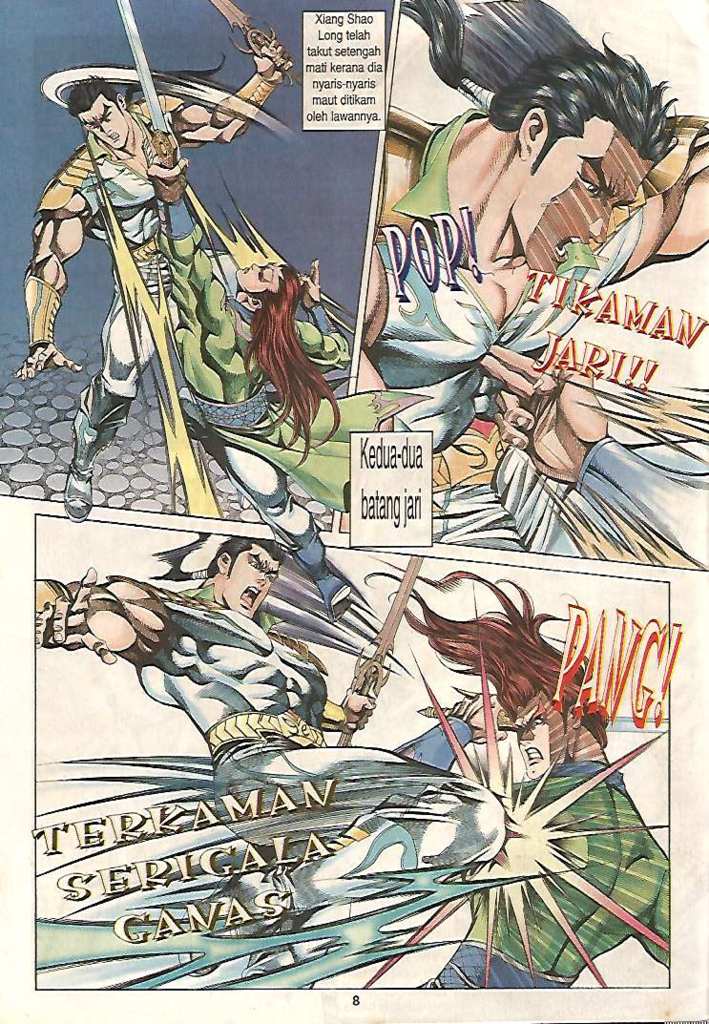 Xiang Shao
Long telah
takut setengah
mati kerana dia
nyaris-nyaris
maut ditikam
oleh lawannya.
POP!
TIKAMAN
JARI!!
Kedua-dua
batang jari
PANG!
TERKAMAN
SERIGALA
GANAS
8